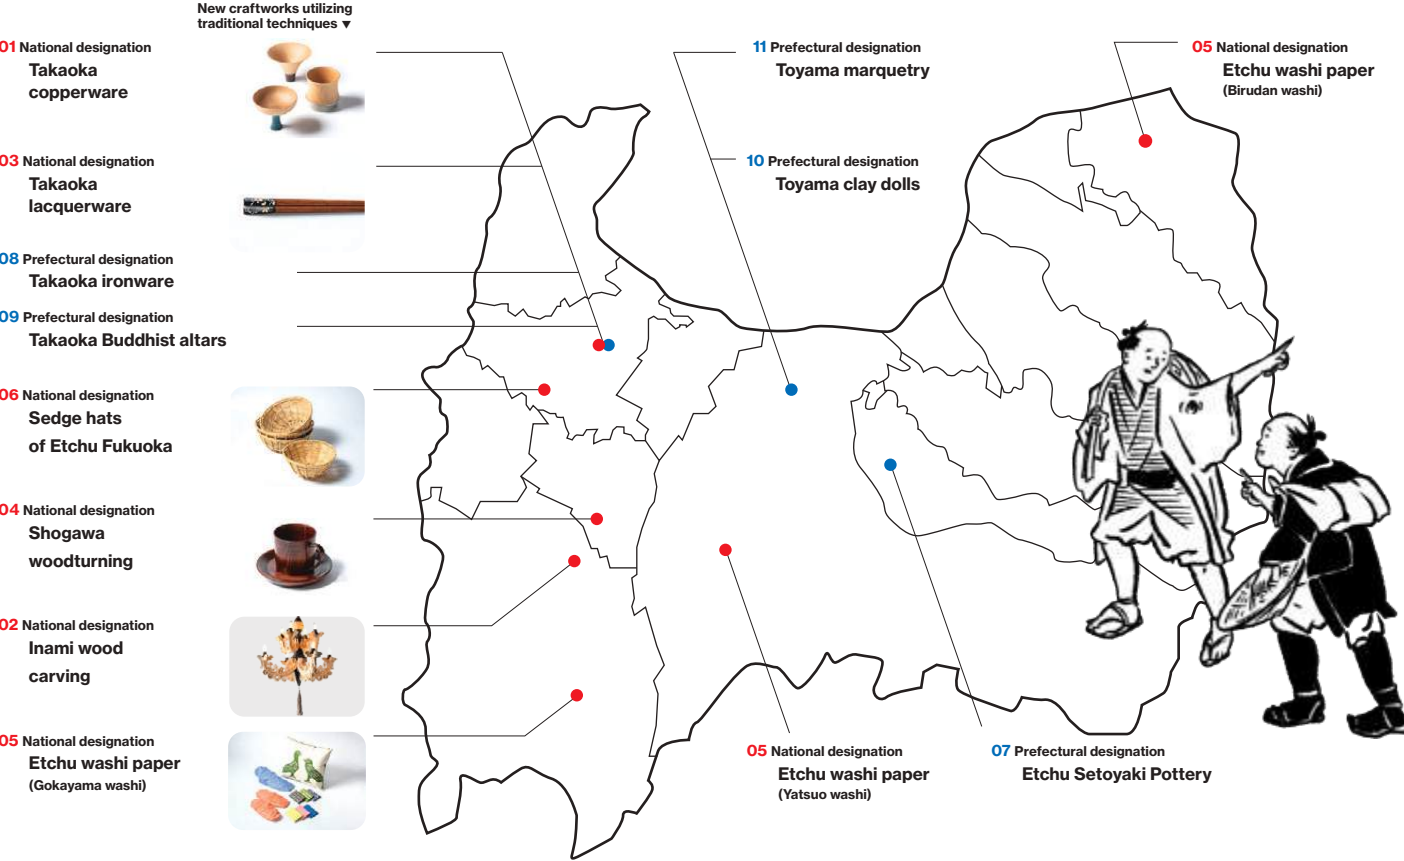 New craftworks utilizing
traditional techniques ▼
01 National designation
Takaoka
copperware
03 National designation
Takaoka
lacquerware
08 Prefectural designation
Takaoka ironware
09 Prefectural designation
Takaoka Buddhist altars
06 National designation
Sedge hats
of Etchu Fukuoka
04 National designation
Shogawa
woodturning
02 National designation
Inami wood
carving
05 National designation
Etchu washi paper
(Gokayama washi)
11 Prefectural designation
Toyama marquetry
10 Prefectural designation
Toyama clay dolls
05 National designation
Etchu washi paper
(Birudan washi)
05 National designation
Etchu washi paper
(Yatsuo washi)
07 Prefectural designation
Etchu Setoyaki Pottery